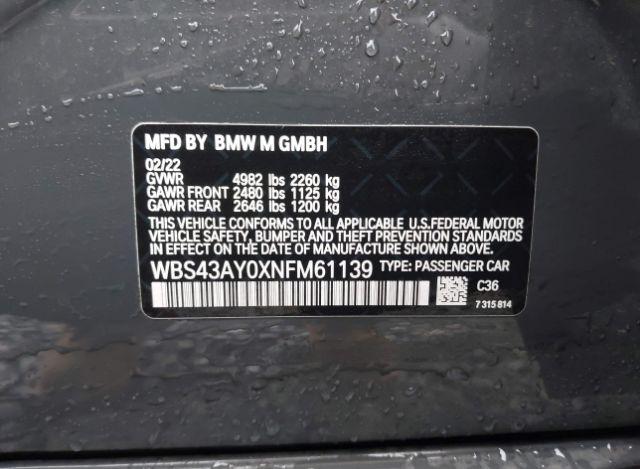 MFD BY BMW M GMBH
02/22
GVWR 4982 lbs 2260 kg
GAWR FRONT 2480 lbs 1125 kg
GAWR REAR 2646 lbs 1200 kg
THIS VEHICLE CONFORMS TO ALL APPLICABLE U.S.FEDERAL MOTOR
VEHICLE SAFETY, BUMPER, AND THEFT PREVENTION STANDARDS
IN EFFECT ON THE DATE OF MANUFACTURE SHOWN ABOVE.
WBS43AY0XNFM61139 TYPE: PASSENGER CAR
C36
7 315 814